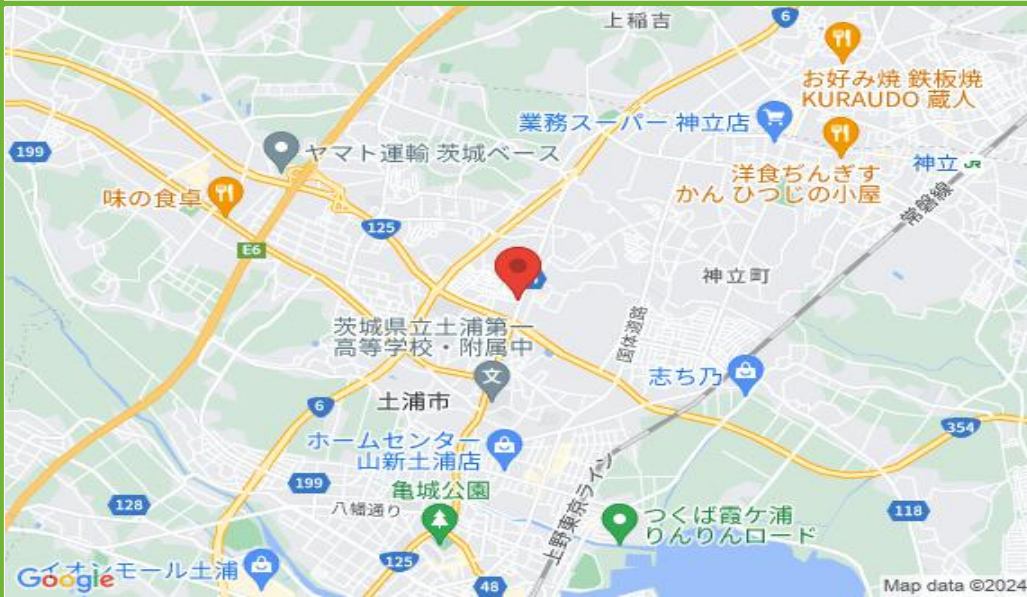 上稲吉
6
お好み焼 鉄板焼
KURAUDO 蔵人
業務スーパー 神立店
199
ヤマト運輸 茨城ベース
洋食ぢんぎす
かん ひつじの小屋
神立 JR
味の食卓
常磐線
125
E6
神立町
茨城県立土浦第一
高等学校・附属中
国体道路
志ち乃
文
土浦市
6
354
ホームセンター
山新土浦店
上野東京ライン
199
亀城公園
128
八幡通り
118
つくば霞ケ浦
りんりんロード
125
イオンモール土浦
48
Google
Map data ©2024